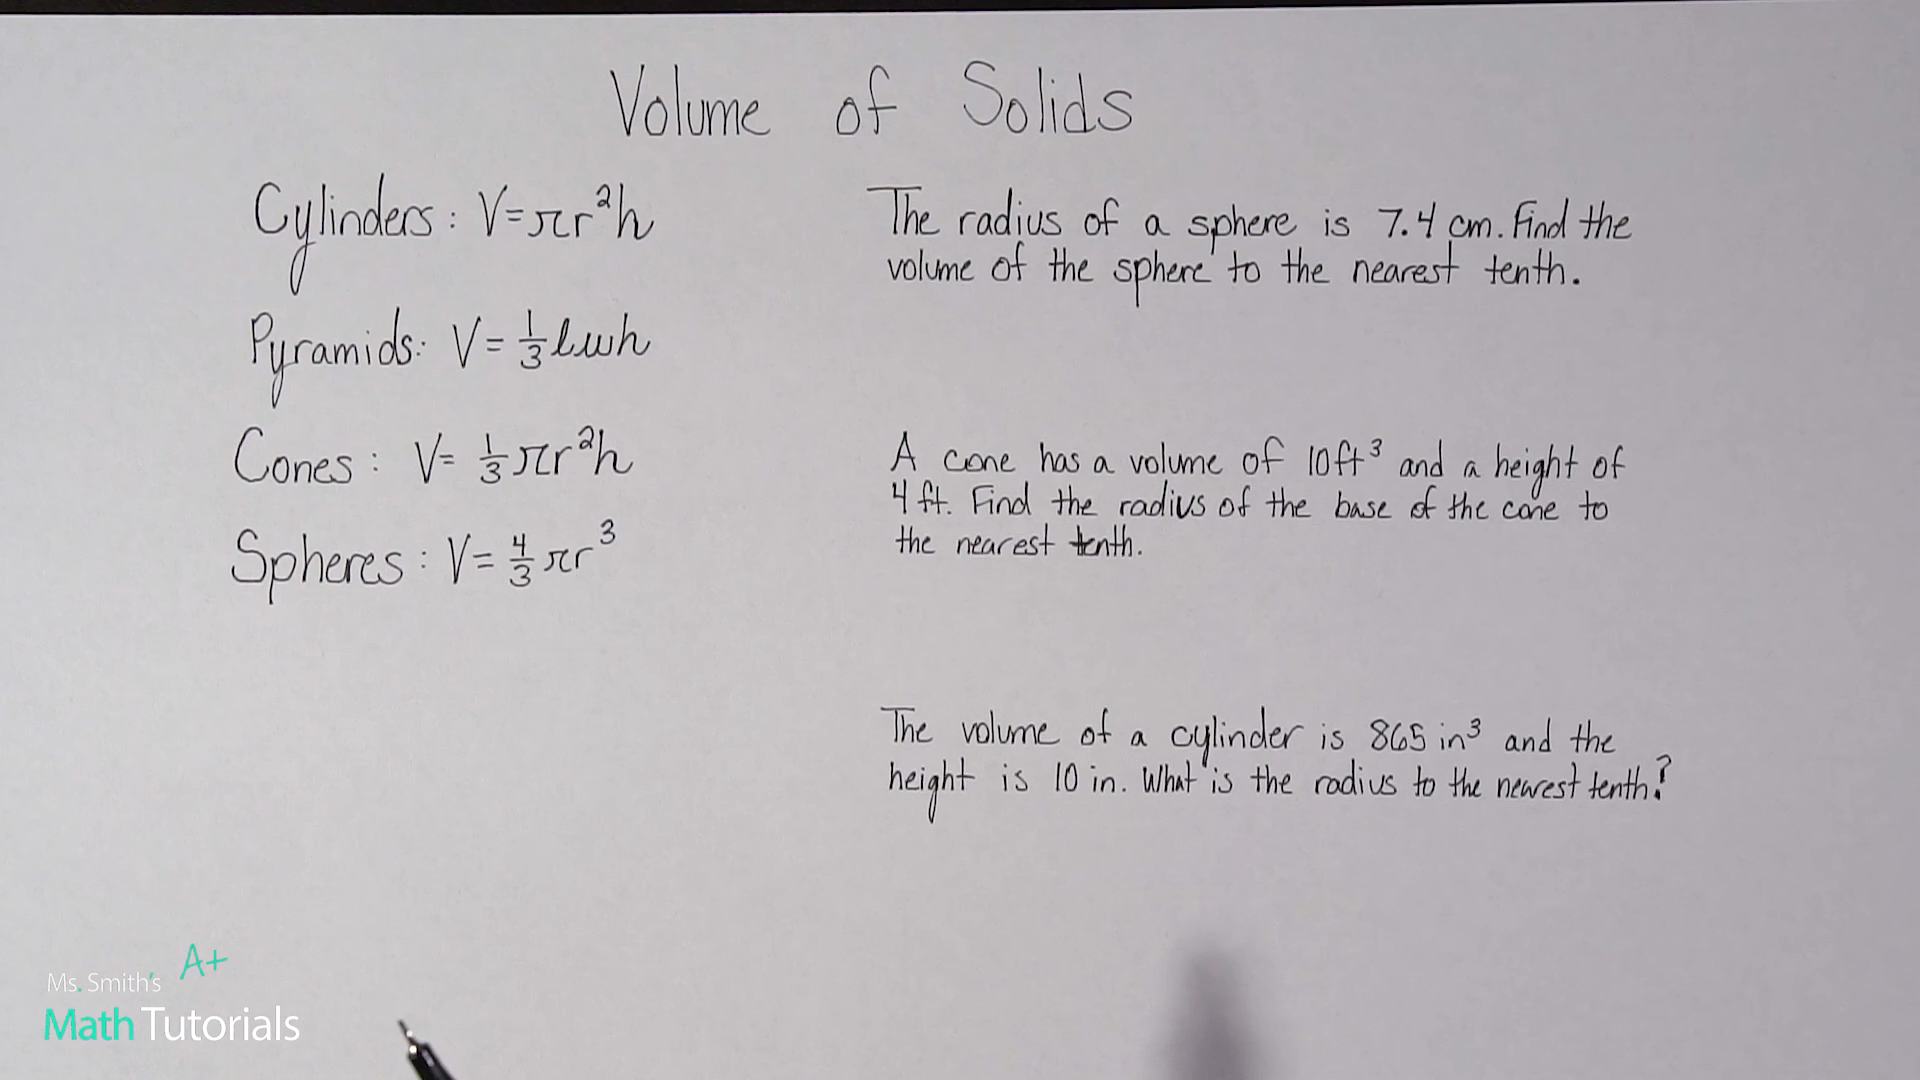 Volume of Solids
Cylinders: V=πr²h
Pyramids: V=⅓lwh
Cones: V=⅓πr²h
Spheres: V=4/3πr³
The radius of a sphere is 7.4 cm. Find the
volume of the sphere to the nearest tenth.
A cone has a volume of 10ft³ and a height of
4 ft. Find the radius of the base of the cone to
the nearest tenth.
The volume of a cylinder is 865 in³ and the
height is 10 in. What is the radius to the nearest tenth?
Ms. Smith's A+
Math Tutorials